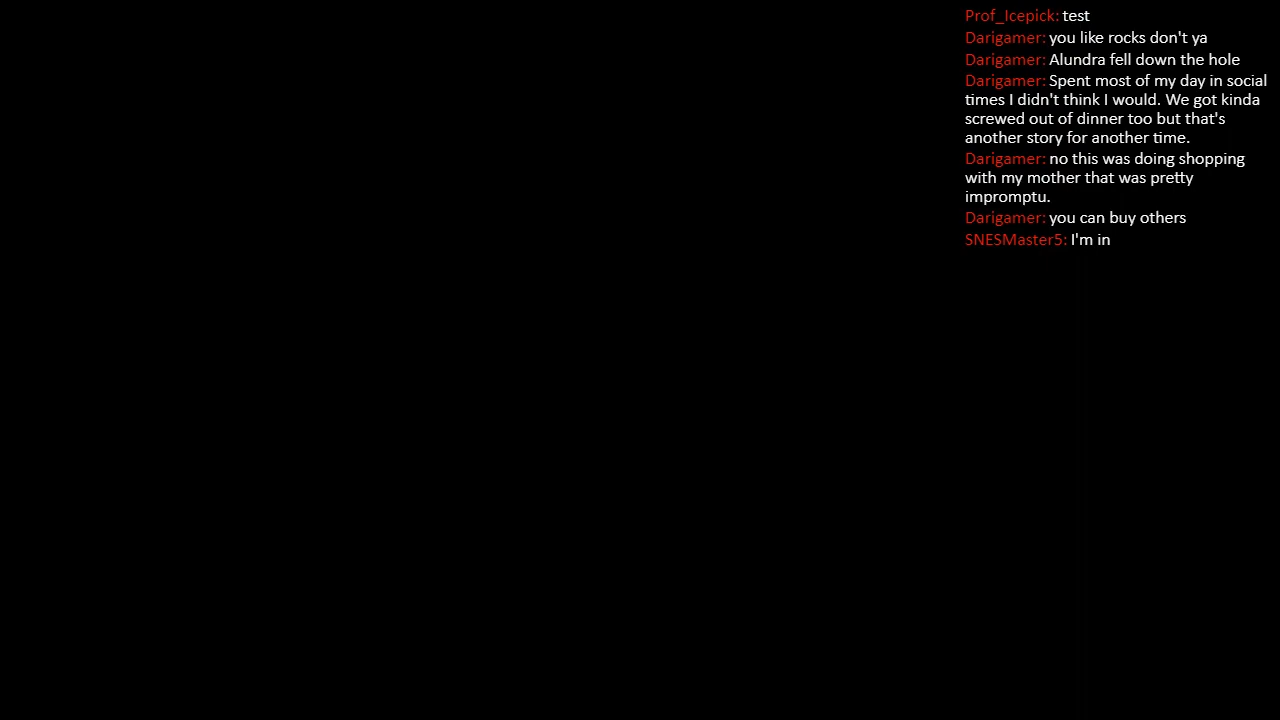 Prof_Icepick: test
Darigamer: you like rocks don't ya
Darigamer: Alundra fell down the hole
Darigamer: Spent most of my day in social
times I didn't think I would. We got kinda
screwed out of dinner too but that's
another story for another time.
Darigamer: no this was doing shopping
with my mother that was pretty
impromptu.
Darigamer: you can buy others
SNESMaster5: I'm in